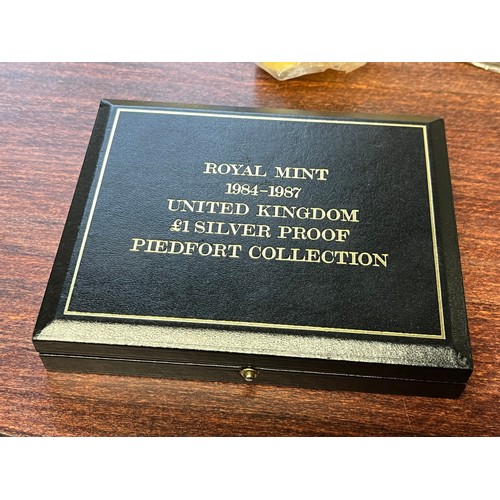 ROYAL MINT
1984-1987
UNITED KINGDOM
£1 SILVER PROOF
PIEDFORT COLLECTION